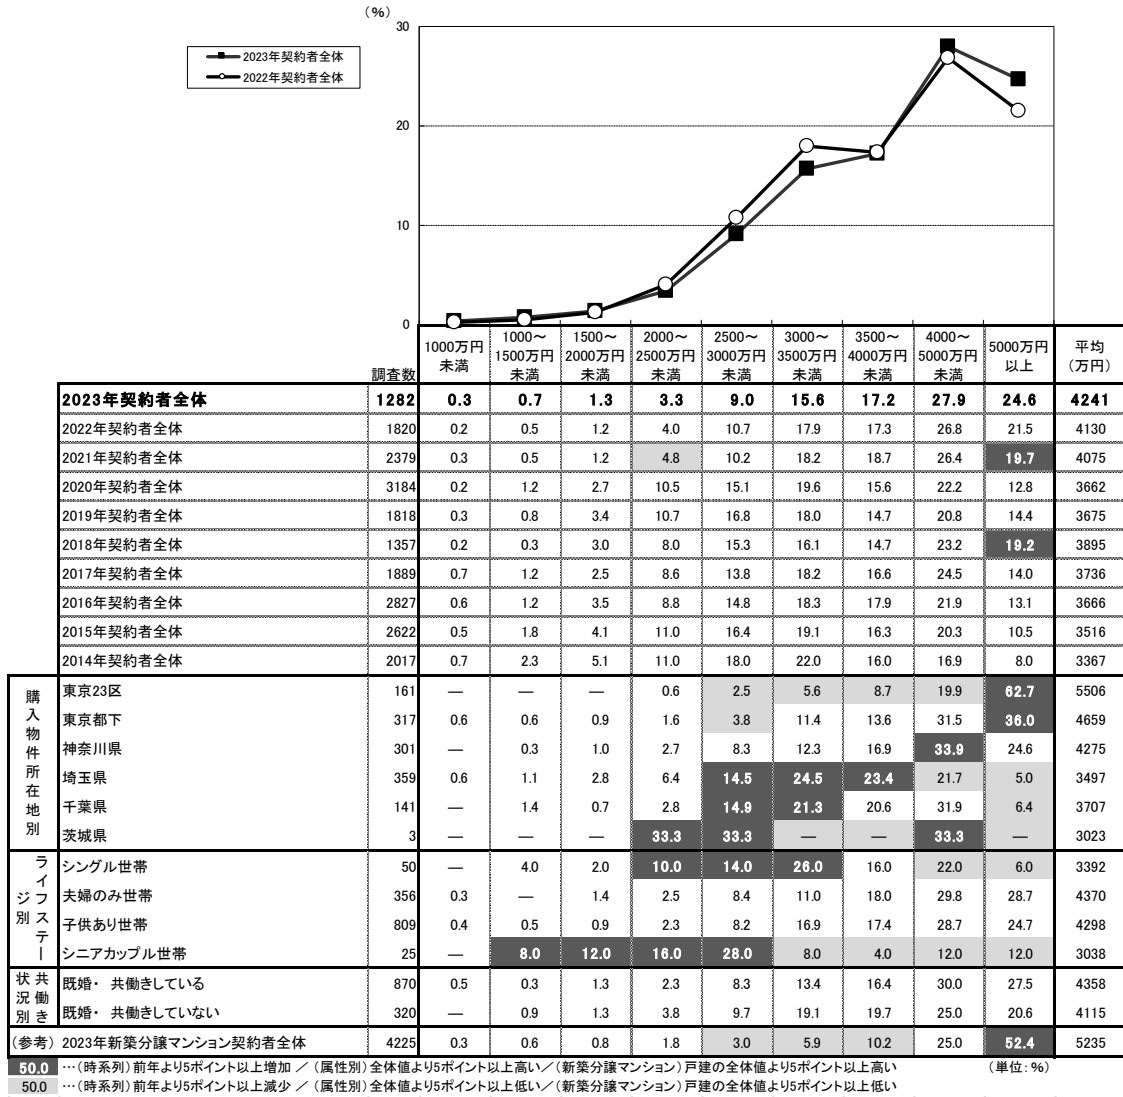 （％）
30
20
10
0
2023年契約者全体
2022年契約者全体
調査数 1000万円未満 1000～1500万円未満 1500～2000万円未満 2000～2500万円未満 2500～3000万円未満 3000～3500万円未満 3500～4000万円未満 4000～5000万円未満 5000万円以上 平均（万円）
2023年契約者全体 1282 0.3 0.7 1.3 3.3 9.0 15.6 17.2 27.9 24.6 4241
2022年契約者全体 1820 0.2 0.5 1.2 4.0 10.7 17.9 17.3 26.8 21.5 4130
2021年契約者全体 2379 0.3 0.5 1.2 4.8 10.2 18.2 18.7 26.4 19.7 4075
2020年契約者全体 3184 0.2 1.2 2.7 10.5 15.1 19.6 15.6 22.2 12.8 3662
2019年契約者全体 1818 0.3 0.8 3.4 10.7 16.8 18.0 14.7 20.8 14.4 3675
2018年契約者全体 1357 0.2 0.3 3.0 8.0 15.3 16.1 14.7 23.2 19.2 3895
2017年契約者全体 1889 0.7 1.2 2.5 8.6 13.8 18.2 16.6 24.5 14.0 3736
2016年契約者全体 2827 0.6 1.2 3.5 8.8 14.8 18.3 17.9 21.9 13.1 3666
2015年契約者全体 2622 0.5 1.8 4.1 11.0 16.4 19.1 16.3 20.3 10.5 3516
2014年契約者全体 2017 0.7 2.3 5.1 11.0 18.0 22.0 16.0 16.9 8.0 3367
購入物件所在地別
東京23区 161 ― ― ― 0.6 2.5 5.6 8.7 19.9 62.7 5506
東京都下 317 0.6 0.6 0.9 1.6 3.8 11.4 13.6 31.5 36.0 4659
神奈川県 301 ― 0.3 1.0 2.7 8.3 12.3 16.9 33.9 24.6 4275
埼玉県 359 0.6 1.1 2.8 6.4 14.5 24.5 23.4 21.7 5.0 3497
千葉県 141 ― 1.4 0.7 2.8 14.9 21.3 20.6 31.9 6.4 3707
茨城県 3 ― ― ― 33.3 33.3 ― ― 33.3 ― 3023
ライフステージ別
シングル世帯 50 ― 4.0 2.0 10.0 14.0 26.0 16.0 22.0 6.0 3392
夫婦のみ世帯 356 0.3 ― 1.4 2.5 8.4 11.0 18.0 29.8 28.7 4370
子供あり世帯 809 0.4 0.5 0.9 2.3 8.2 16.9 17.4 28.7 24.7 4298
シニアカップル世帯 25 ― 8.0 12.0 16.0 28.0 8.0 4.0 12.0 12.0 3038
共働き状況別
既婚・ 共働きしている 870 0.5 0.3 1.3 2.3 8.3 13.4 16.4 30.0 27.5 4358
既婚・ 共働きしていない 320 ― 0.9 1.3 3.8 9.7 19.1 19.7 25.0 20.6 4115
（参考） 2023年新築分譲マンション契約者全体 4225 0.3 0.6 0.8 1.8 3.0 5.9 10.2 25.0 52.4 5235
50.0 …（時系列）前年より5ポイント以上増加 ／ （属性別）全体値より5ポイント以上高い／（新築分譲マンション）戸建の全体値より5ポイント以上高い （単位：％）
50.0 …（時系列）前年より5ポイント以上減少 ／ （属性別）全体値より5ポイント以上低い／（新築分譲マンション）戸建の全体値より5ポイント以上低い